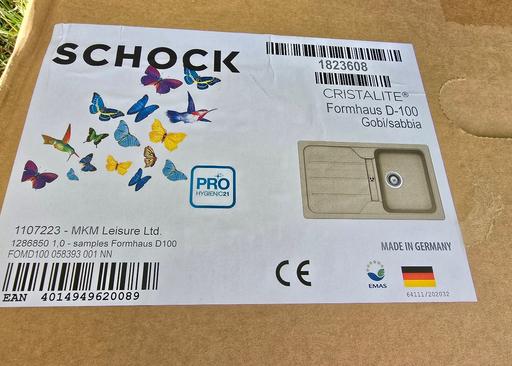 SCHOCK
1823608
CRISTALITE®
Formhaus D-100
Gobi/sabbia
PRO
HYGIENIC21
1107223 - MKM Leisure Ltd.
1286850 1,0 - samples Formhaus D100
FOMD100 058393 001 NN
EAN 4014949620089
CE
MADE IN GERMANY
EMAS
64111/202032